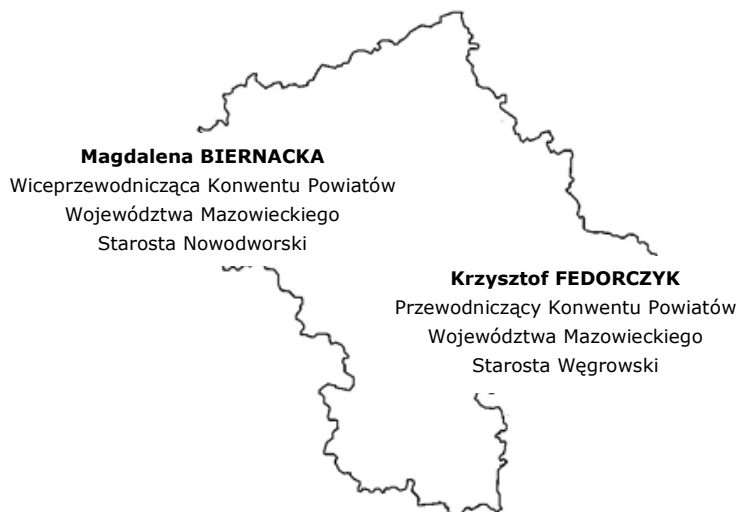 Magdalena BIERNACKA
Wiceprzewodnicząca Konwentu Powiatów
Województwa Mazowieckiego
Starosta Nowodworski
Krzysztof FEDORCZYK
Przewodniczący Konwentu Powiatów
Województwa Mazowieckiego
Starosta Węgrowski